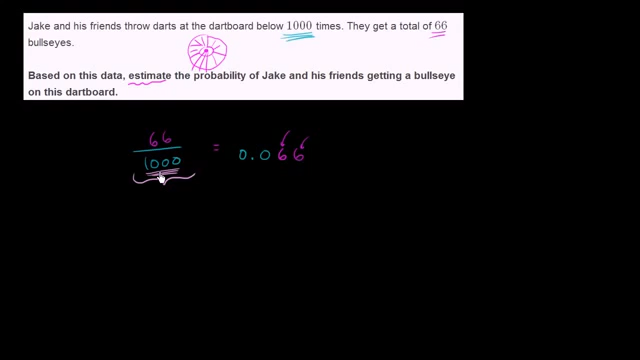 Jake and his friends throw darts at the dartboard below 1000 times. They get a total of 66
bullseyes.
Based on this data, estimate the probability of Jake and his friends getting a bullseye
on this dartboard.
66
1000
= 0.066